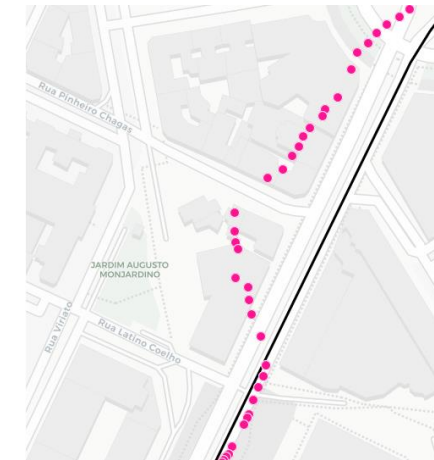 Rua Pinheiro Chagas
JARDIM AUGUSTO
MONJARDINO
Rua Viriato
Rua Latino Coelho